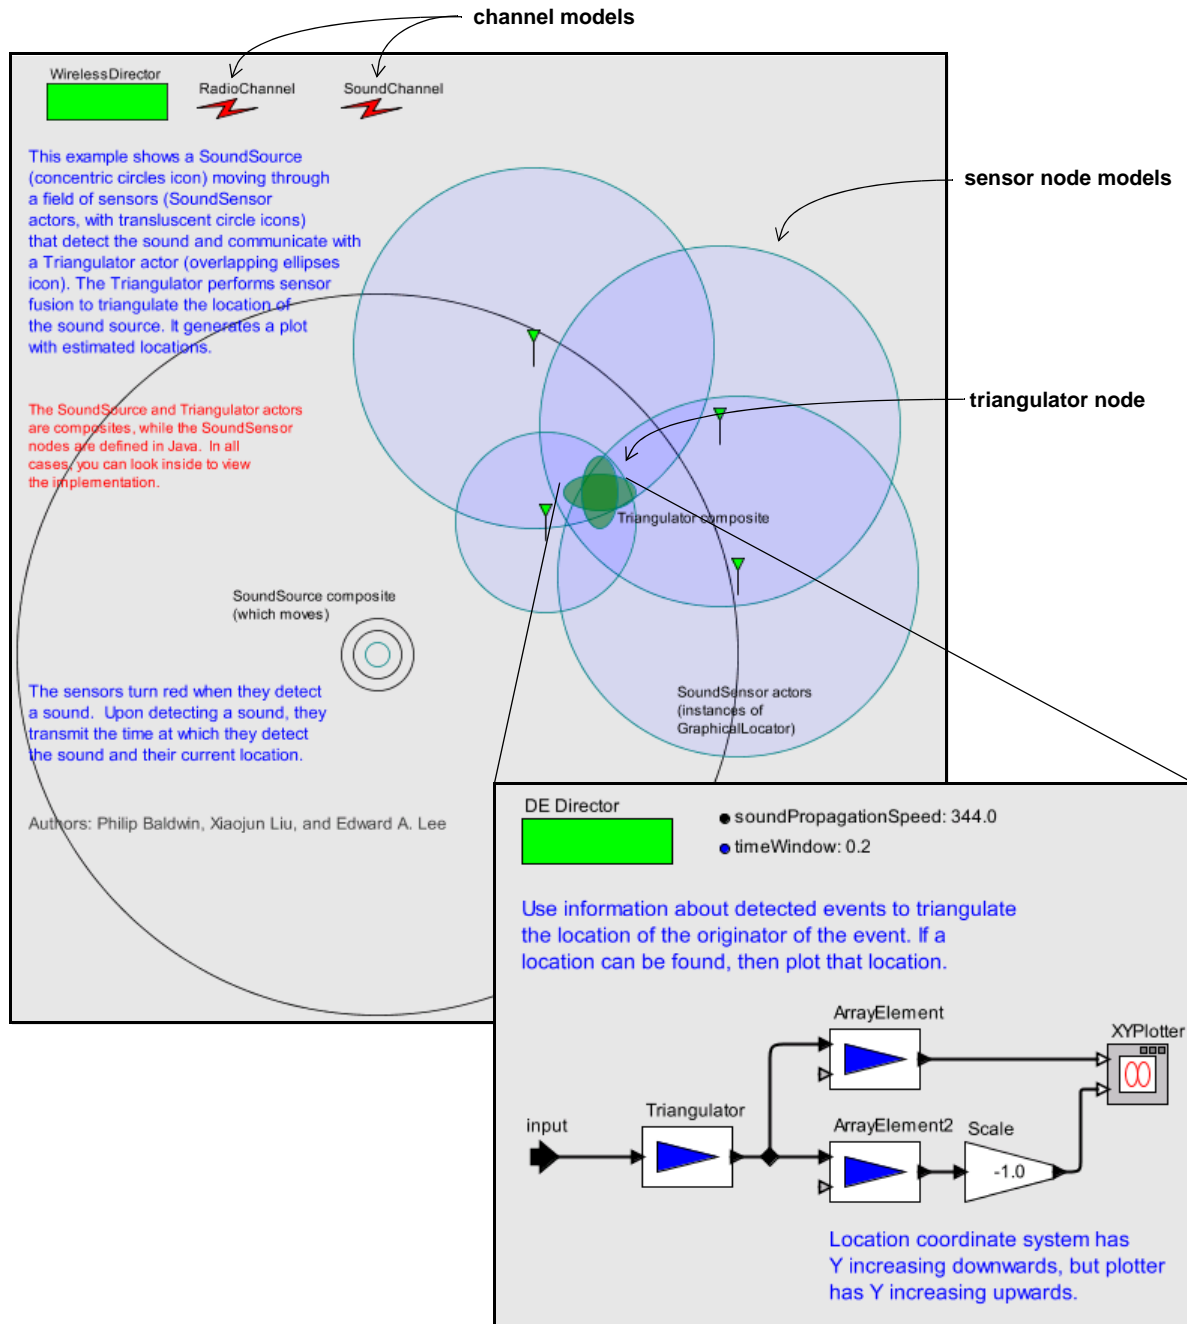 channel models
WirelessDirector
RadioChannel
SoundChannel
This example shows a SoundSource
(concentric circles icon) moving through
a field of sensors (SoundSensor
actors, with transluscent circle icons)
that detect the sound and communicate with
a Triangulator actor (overlapping ellipses
icon). The Triangulator performs sensor
fusion to triangulate the location of
the sound source. It generates a plot
with estimated locations.
sensor node models
The SoundSource and Triangulator actors
are composites, while the SoundSensor
nodes are defined in Java. In all
cases, you can look inside to view
the implementation.
triangulator node
Triangulator composite
SoundSource composite
(which moves)
The sensors turn red when they detect
a sound. Upon detecting a sound, they
transmit the time at which they detect
the sound and their current location.
SoundSensor actors
(instances of
GraphicalLocator)
Authors: Philip Baldwin, Xiaojun Liu, and Edward A. Lee
DE Director
soundPropagationSpeed: 344.0
timeWindow: 0.2
Use information about detected events to triangulate
the location of the originator of the event. If a
location can be found, then plot that location.
ArrayElement
XYPlotter
input
Triangulator
ArrayElement2
Scale
-1.0
Location coordinate system has
Y increasing downwards, but plotter
has Y increasing upwards.